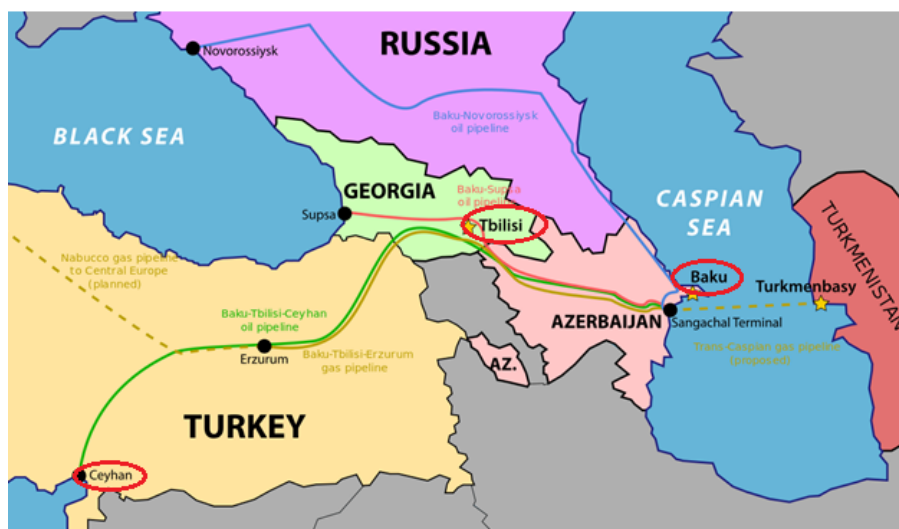 RUSSIA
Novorossiysk
Baku-Novorossiysk
oil pipeline
BLACK SEA
GEORGIA
Baku-Supsa
oil pipeline
CASPIAN
SEA
Supsa
Tbilisi
TURKMENISTAN
Nabucco gas pipeline
to Central Europe
(planned)
Baku
Turkmenbasy
Baku-Tbilisi-Ceyhan
oil pipeline
AZERBAIJAN
Sangachal Terminal
Erzurum
Baku-Tbilisi-Erzurum
gas pipeline
Trans-Caspian gas pipeline
(proposed)
AZ.
TURKEY
Ceyhan